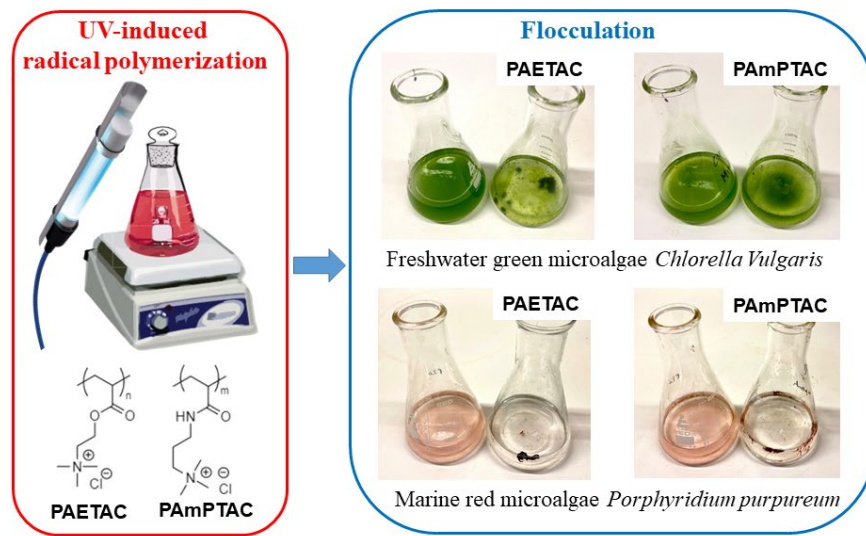 UV-induced
radical polymerization
n
O
O
N
+
Cl
−
PAETAC
m
HN
O
N
+
−
Cl
PAmPTAC
Flocculation
PAETAC
PAmPTAC
Freshwater green microalgae Chlorella Vulgaris
PAETAC
PAmPTAC
Marine red microalgae Porphyridium purpureum